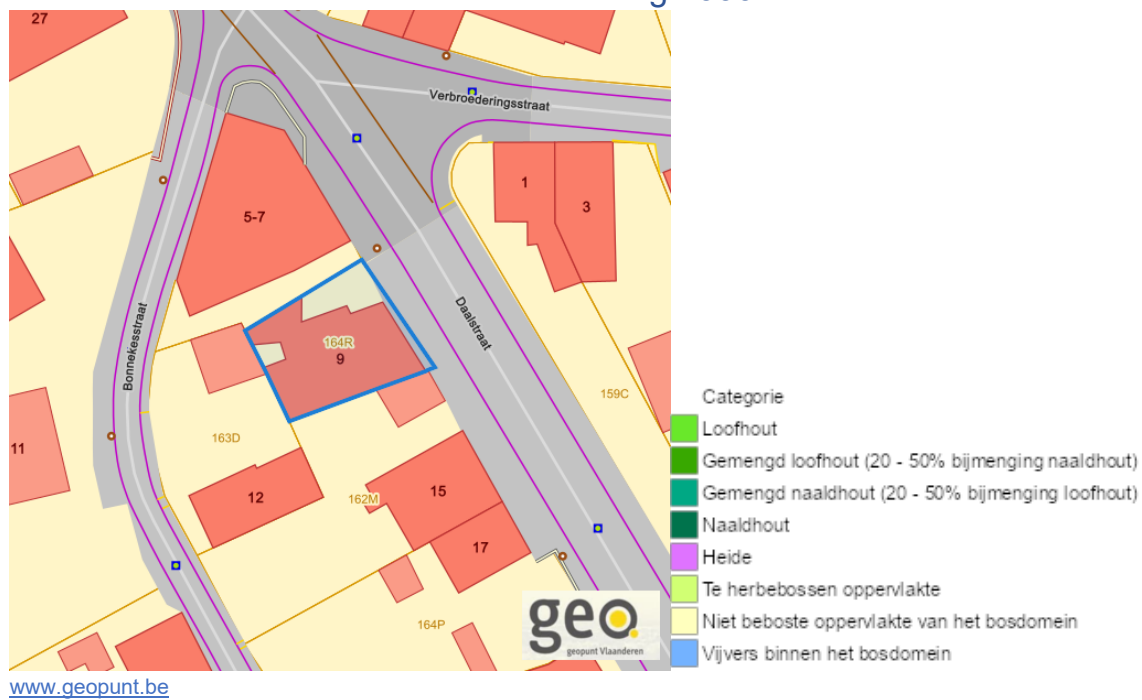 27
Verbroederingsstraat
1
3
5-7
Bonnekesstraat
Daalstraat
164R
9
159C
11
163D
12
162M
15
17
164P
geo
geopunt Vlaanderen
Categorie
Loofhout
Gemengd loofhout (20 - 50% bijmenging naaldhout)
Gemengd naaldhout (20 - 50% bijmenging loofhout)
Naaldhout
Heide
Te herbebossen oppervlakte
Niet beboste oppervlakte van het bosdomein
Vijvers binnen het bosdomein
www.geopunt.be